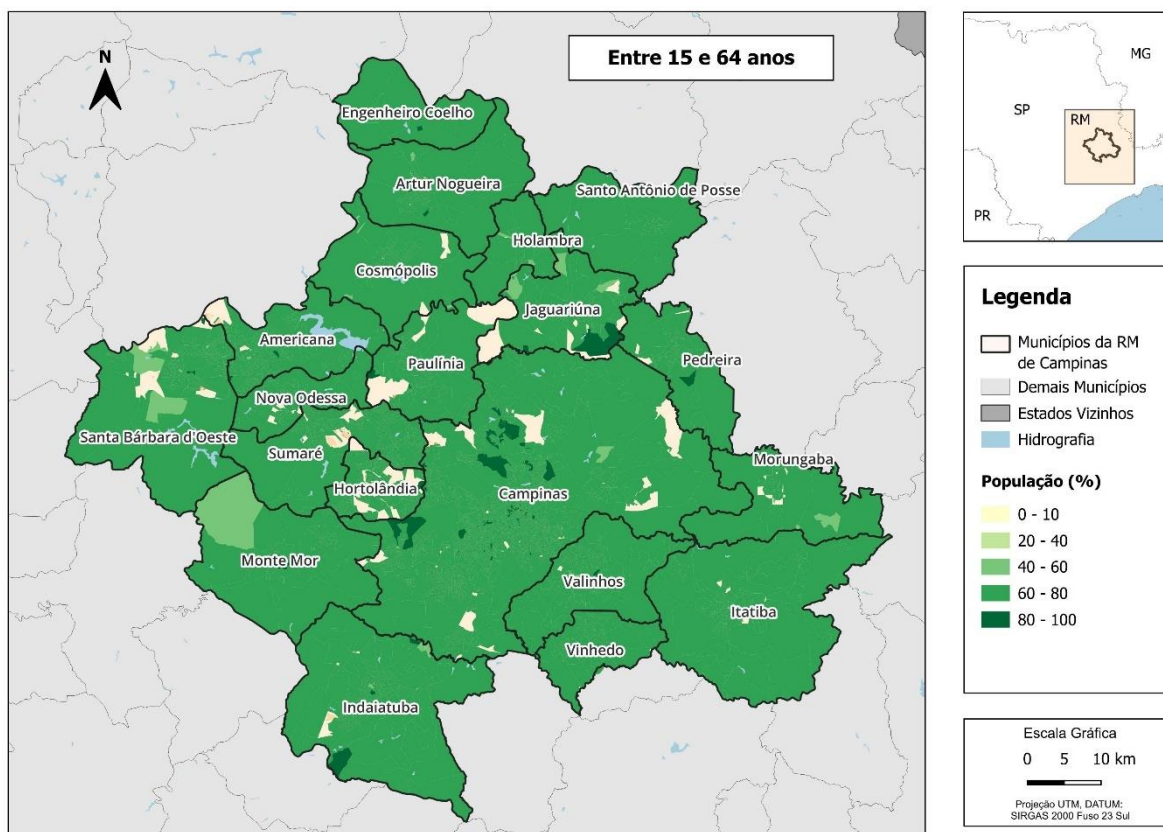 Entre 15 e 64 anos
N
Engenheiro Coelho
Artur Nogueira
Santo Antônio de Posse
Holambra
Cosmópolis
Jaguariúna
Americana
Paulínia
Pedreira
Nova Odessa
Santa Bárbara d'Oeste
Sumaré
Morungaba
Hortolândia
Campinas
Monte Mor
Valinhos
Itatiba
Vinhedo
Indaiatuba
MG
SP
RM
PR
Legenda
Municípios da RM
de Campinas
Demais Municípios
Estados Vizinhos
Hidrografia
População (%)
0 - 10
20 - 40
40 - 60
60 - 80
80 - 100
Escala Gráfica
0 5 10 km
Projeção UTM, DATUM:
SIRGAS 2000 Fuso 23 Sul